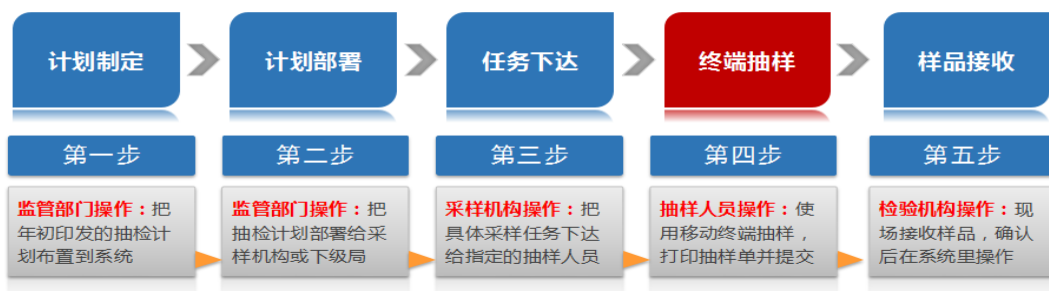 计划制定
计划部署
任务下达
终端抽样
样品接收
第一步
第二步
第三步
第四步
第五步
监管部门操作：把
年初印发的抽检计
划布置到系统
监管部门操作：把
抽检计划部署给采
样机构或下级局
采样机构操作：把
具体采样任务下达
给指定的抽样人员
抽样人员操作：使
用移动终端抽样，
打印抽样单并提交
检验机构操作：现
场接收样品，确认
后在系统里操作